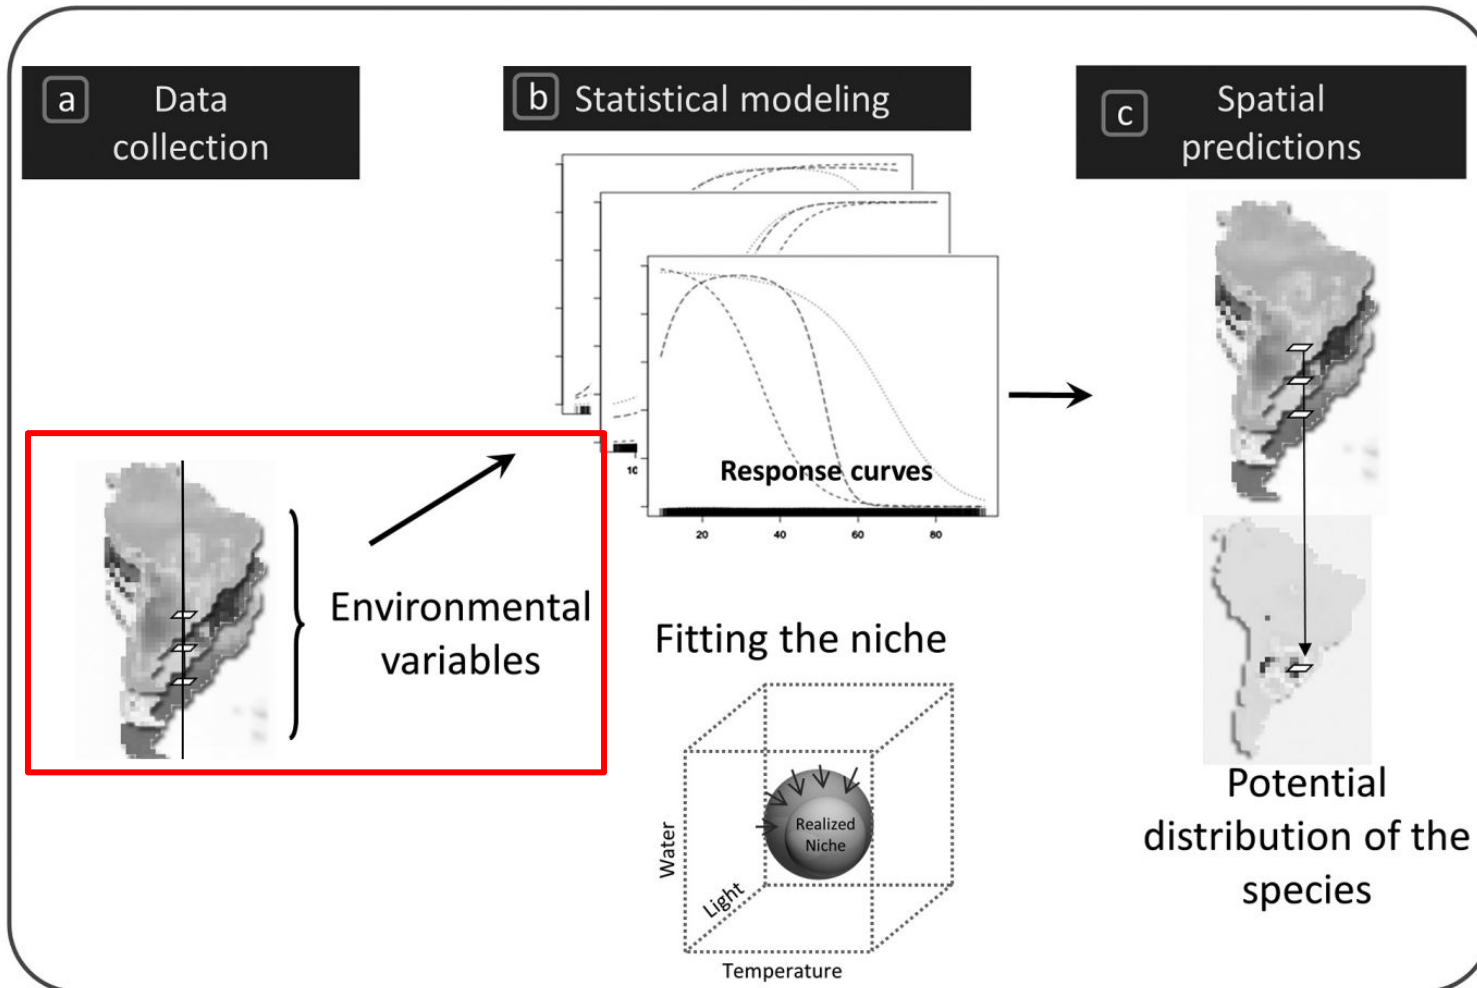 a Data
collection
b Statistical modeling
c Spatial
predictions
Response curves
20 40 60 80
10
Environmental
variables
Fitting the niche
Realized
Niche
Water
Light
Temperature
Potential
distribution of the
species